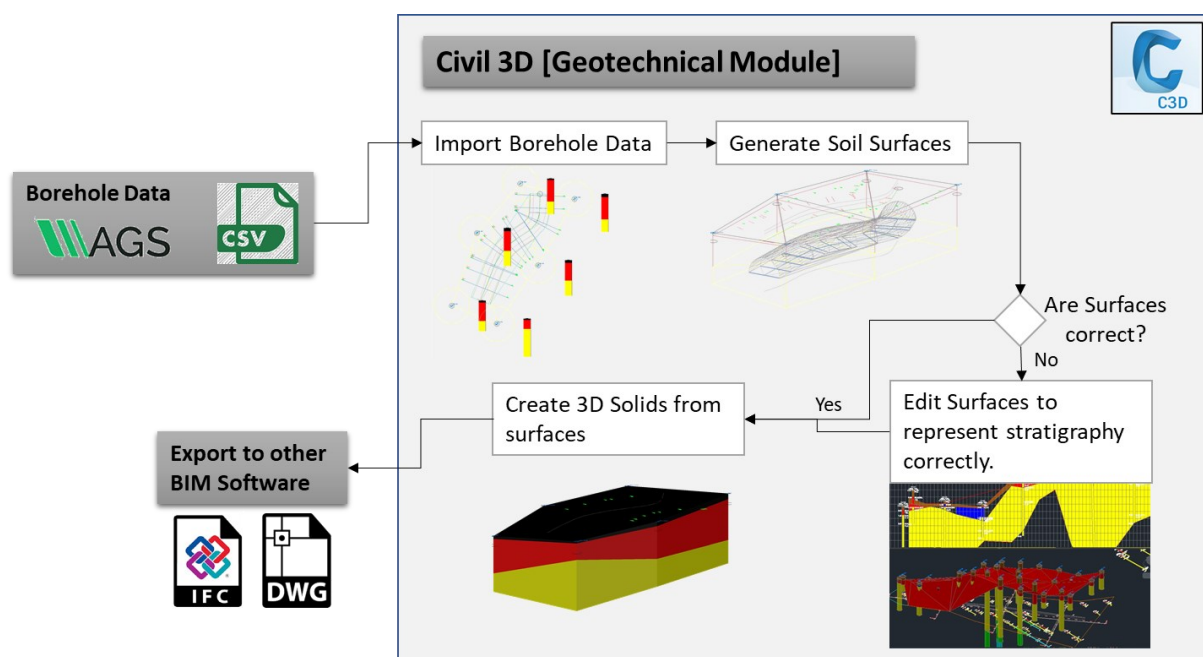 Civil 3D [Geotechnical Module]
C3D
Import Borehole Data
Generate Soil Surfaces
Borehole Data
AGS
CSV
Are Surfaces
correct?
No
Yes
Create 3D Solids from
surfaces
Edit Surfaces to
represent stratigraphy
correctly.
Export to other
BIM Software
IFC
DWG